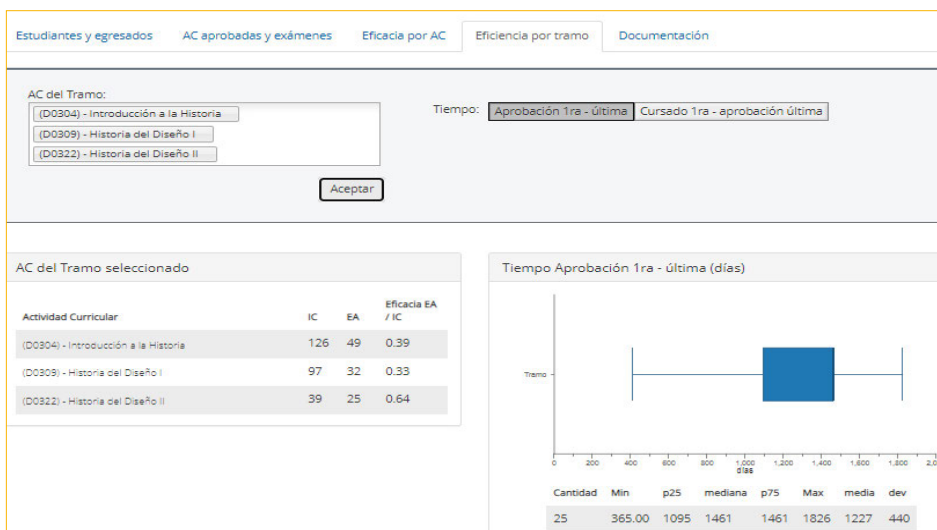 Estudiantes y egresados AC aprobadas y exámenes Eficacia por AC Eficiencia por tramo Documentación
AC del Tramo:
(D0304) - Introducción a la Historia
(D0309) - Historia del Diseño I
(D0322) - Historia del Diseño II
Tiempo: Aprobación 1ra - última Cursado 1ra - aprobación última
Aceptar
AC del Tramo seleccionado
Actividad Curricular IC EA Eficacia EA / IC
(D0304) - Introducción a la Historia 126 49 0.39
(D0309) - Historia del Diseño I 97 32 0.33
(D0322) - Historia del Diseño II 39 25 0.64
Tiempo Aprobación 1ra - última (días)
Tramo
0 200 400 600 800 1,000 1,200 1,400 1,600 1,800 2,0
días
Cantidad Min p25 mediana p75 Max media dev
25 365.00 1095 1461 1461 1826 1227 440